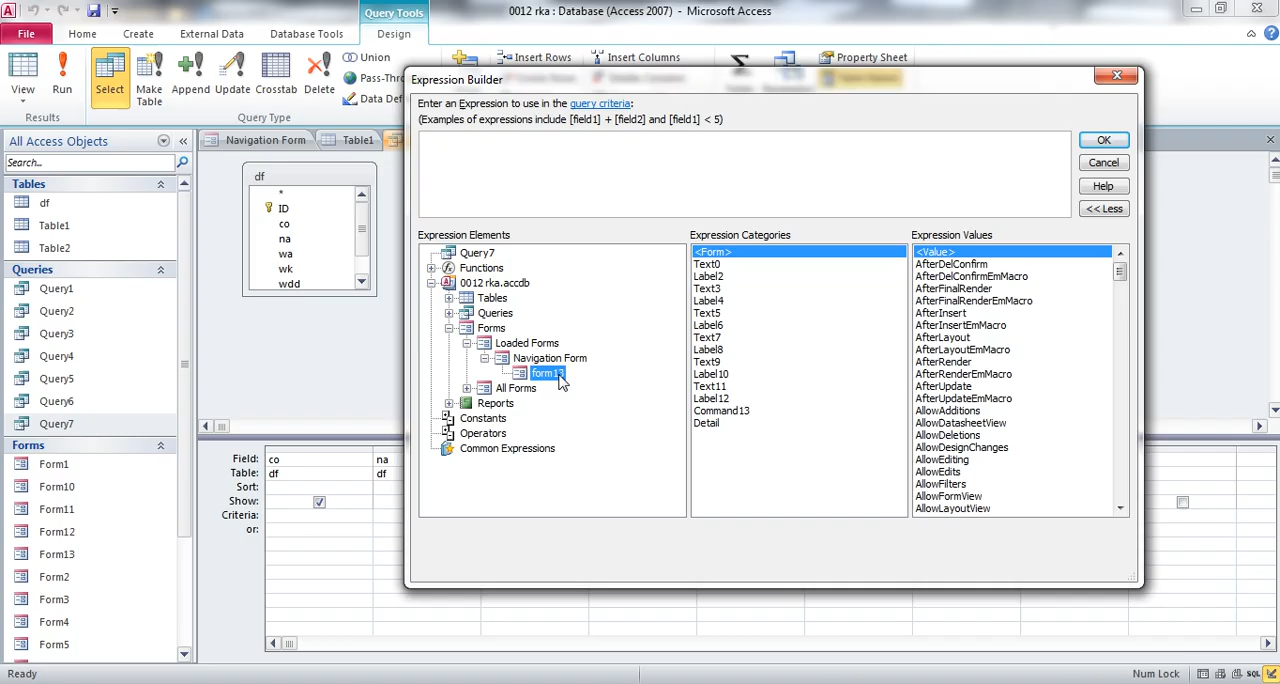 Query Tools
0012 rka : Database (Access 2007) - Microsoft Access
File
Home
Create
External Data
Database Tools
Design
View
Run
Select
Make Table
Append
Update
Crosstab
Delete
Union
Data
Insert Rows
Insert Columns
Property Sheet
Results
Query Type
All Access Objects
Search...
Tables
df
Table1
Table2
Queries
Query1
Query2
Query3
Query4
Query5
Query6
Query7
Forms
Form1
Form10
Form11
Form12
Form13
Form2
Form3
Form4
Form5
Navigation Form
Table1
df
*
ID
co
na
wa
wk
wdd
Field: co na
Table: df df
Sort:
Show:
Criteria:
or:
Expression Builder
Enter an Expression to use in the query criteria:
(Examples of expressions include [field1] + [field2] and [field1] < 5)
OK
Cancel
Help
<< Less
Expression Elements
Query7
Functions
0012 rka.accdb
Tables
Queries
Forms
Loaded Forms
Navigation Form
form13
All Forms
Reports
Constants
Operators
Common Expressions
Expression Categories
<Form>
Text0
Label2
Text3
Label4
Text5
Label6
Text7
Label8
Text9
Label10
Text11
Label12
Command13
Detail
Expression Values
<Value>
AfterDelConfirm
AfterDelConfirmEmMacro
AfterFinalRender
AfterFinalRenderEmMacro
AfterInsert
AfterInsertEmMacro
AfterLayout
AfterLayoutEmMacro
AfterRender
AfterRenderEmMacro
AfterUpdate
AfterUpdateEmMacro
AllowAdditions
AllowDatasheetView
AllowDeletions
AllowDesignChanges
AllowEditing
AllowEdits
AllowFilters
AllowFormView
AllowLayoutView
Ready
Num Lock
SQL